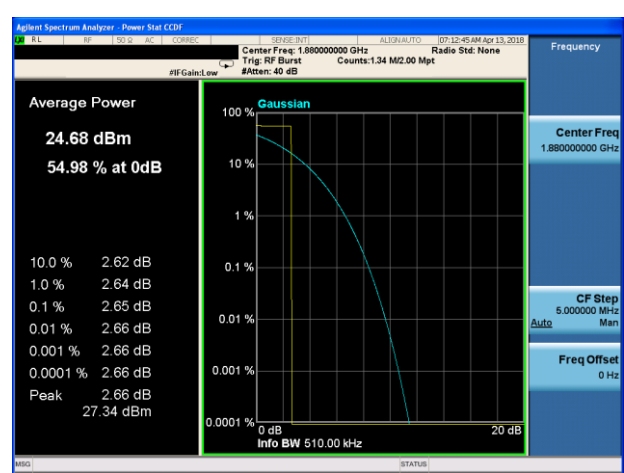 Agilent Spectrum Analyzer - Power Stat CCDF
RL RF 50 Ω AC CORREC SENSE:INT ALIGNAUTO 07:12:45 AM Apr 13, 2018
Center Freq: 1.880000000 GHz Radio Std: None
Trig: RF Burst Counts:1.34 M/2.00 Mpt
#IFGain:Low #Atten: 40 dB
Frequency
Average Power
24.68 dBm
54.98 % at 0dB
10.0 % 2.62 dB
1.0 % 2.64 dB
0.1 % 2.65 dB
0.01 % 2.66 dB
0.001 % 2.66 dB
0.0001 % 2.66 dB
Peak 2.66 dB
27.34 dBm
Gaussian
100 %
10 %
1 %
0.1 %
0.01 %
0.001 %
0.0001 %
0 dB 20 dB
Info BW 510.00 kHz
Center Freq
1.880000000 GHz
CF Step
5.000000 MHz
Auto Man
Freq Offset
0 Hz
MSG STATUS